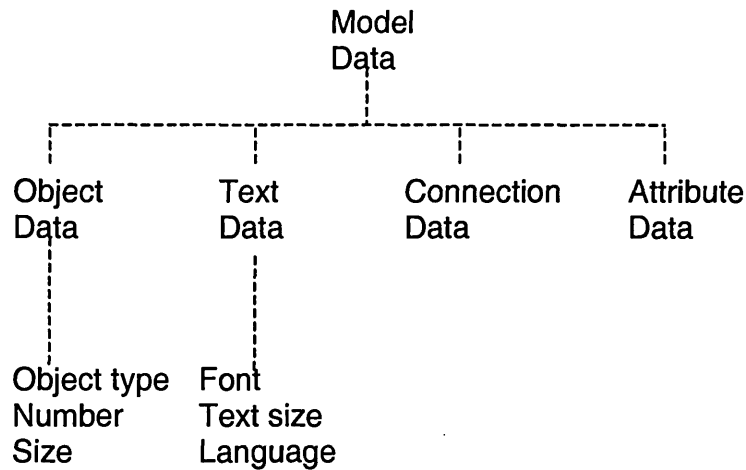 Model
Data
Object
Data
Text
Data
Connection
Data
Attribute
Data
Object type
Number
Size
Font
Text size
Language